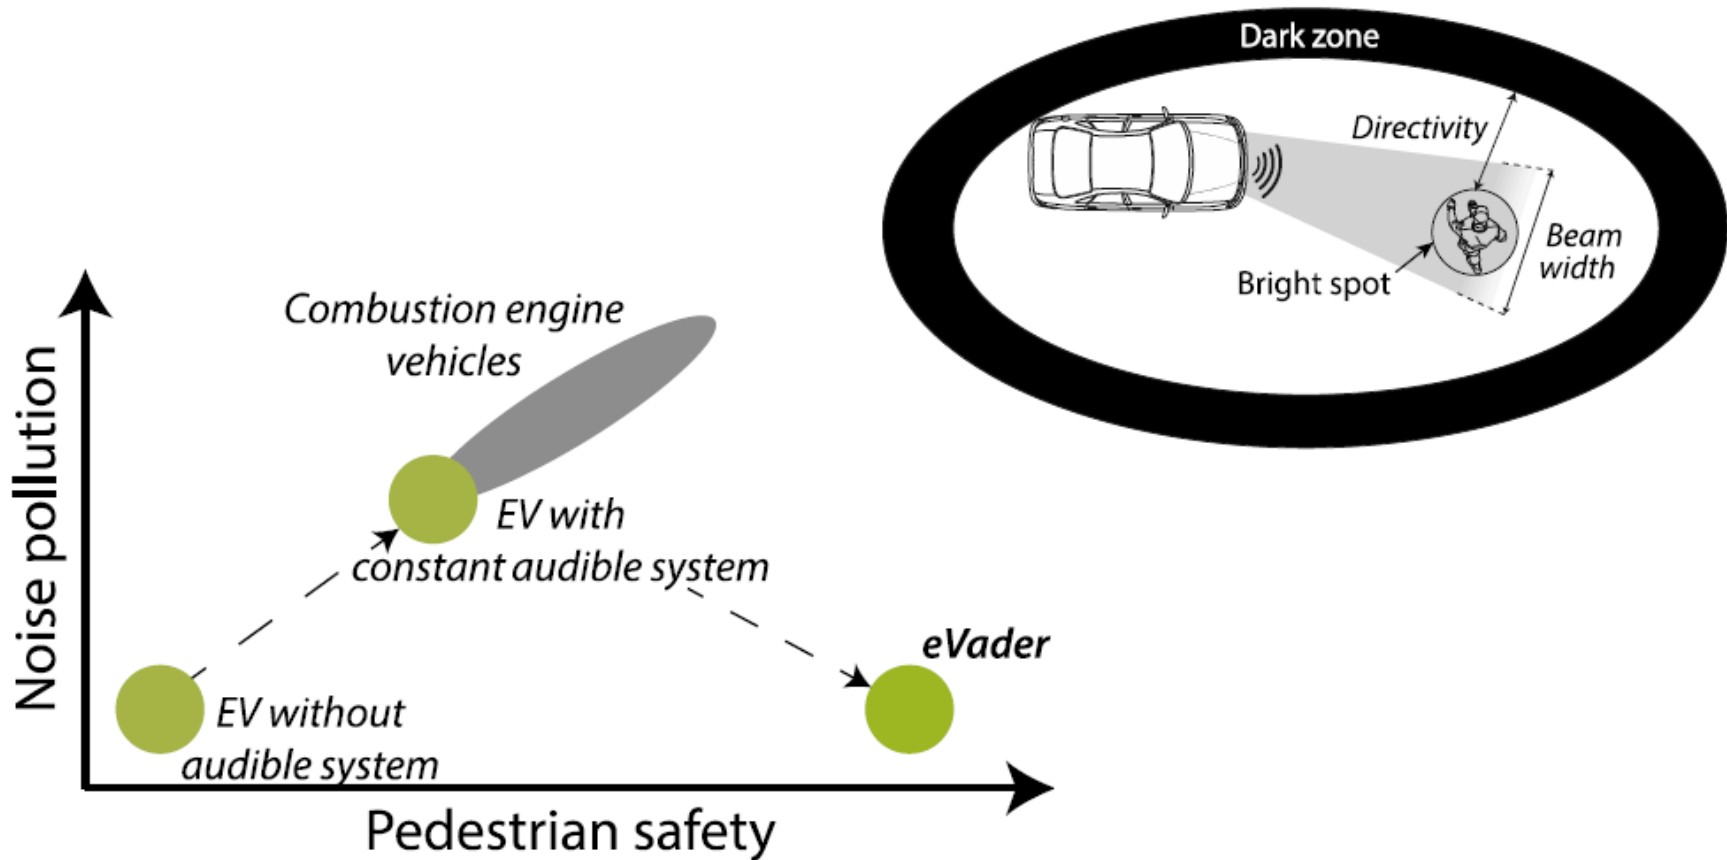 Dark zone
Directivity
Beam
width
Bright spot
Combustion engine
vehicles
Noise pollution
EV with
constant audible system
eVader
EV without
audible system
Pedestrian safety